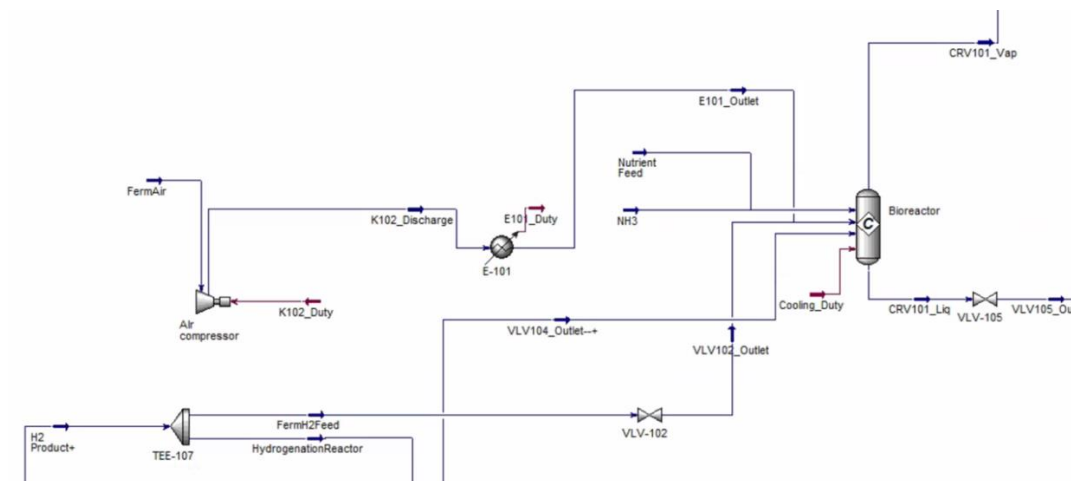 CRV101_Vap
E101_Outlet
Nutrient
Feed
FermAir
Bioreactor
K102_Discharge
E101_Duty
NH3
C
E-101
K102_Duty
Air
compressor
Cooling_Duty
CRV101_Liq
VLV105_Ou
VLV-105
VLV104_Outlet--+
VLV102_Outlet
FermH2Feed
VLV-102
H2
Product+
HydrogenationReactor
TEE-107